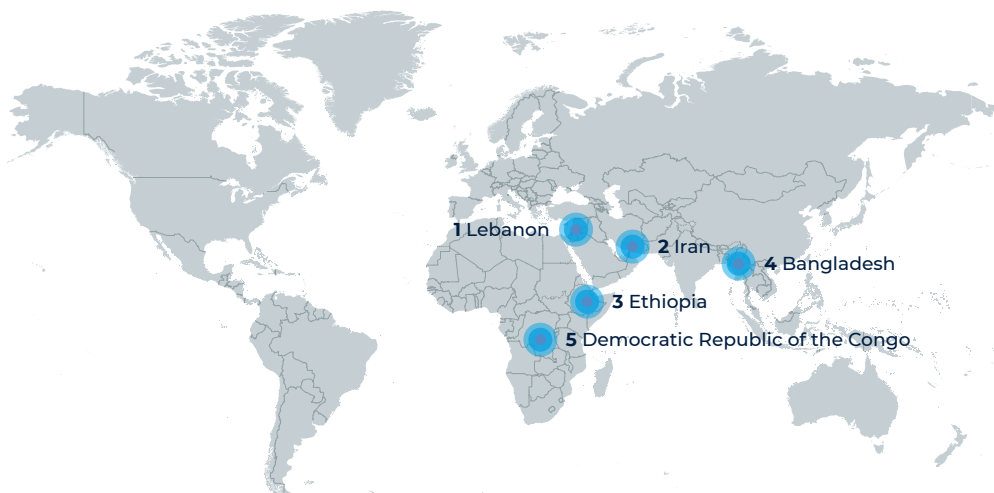 1 Lebanon
2 Iran
4 Bangladesh
3 Ethiopia
5 Democratic Republic of the Congo